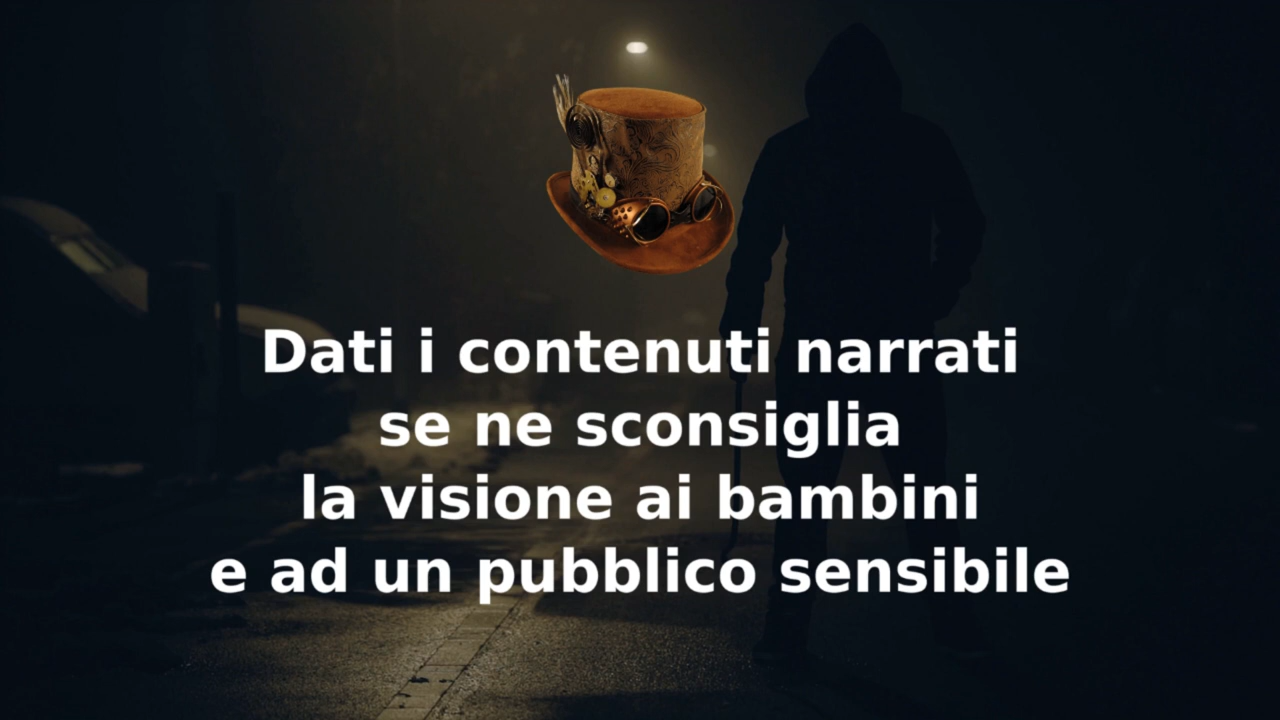 Dati i contenuti narrati
se ne sconsiglia
la visione ai bambini
e ad un pubblico sensibile